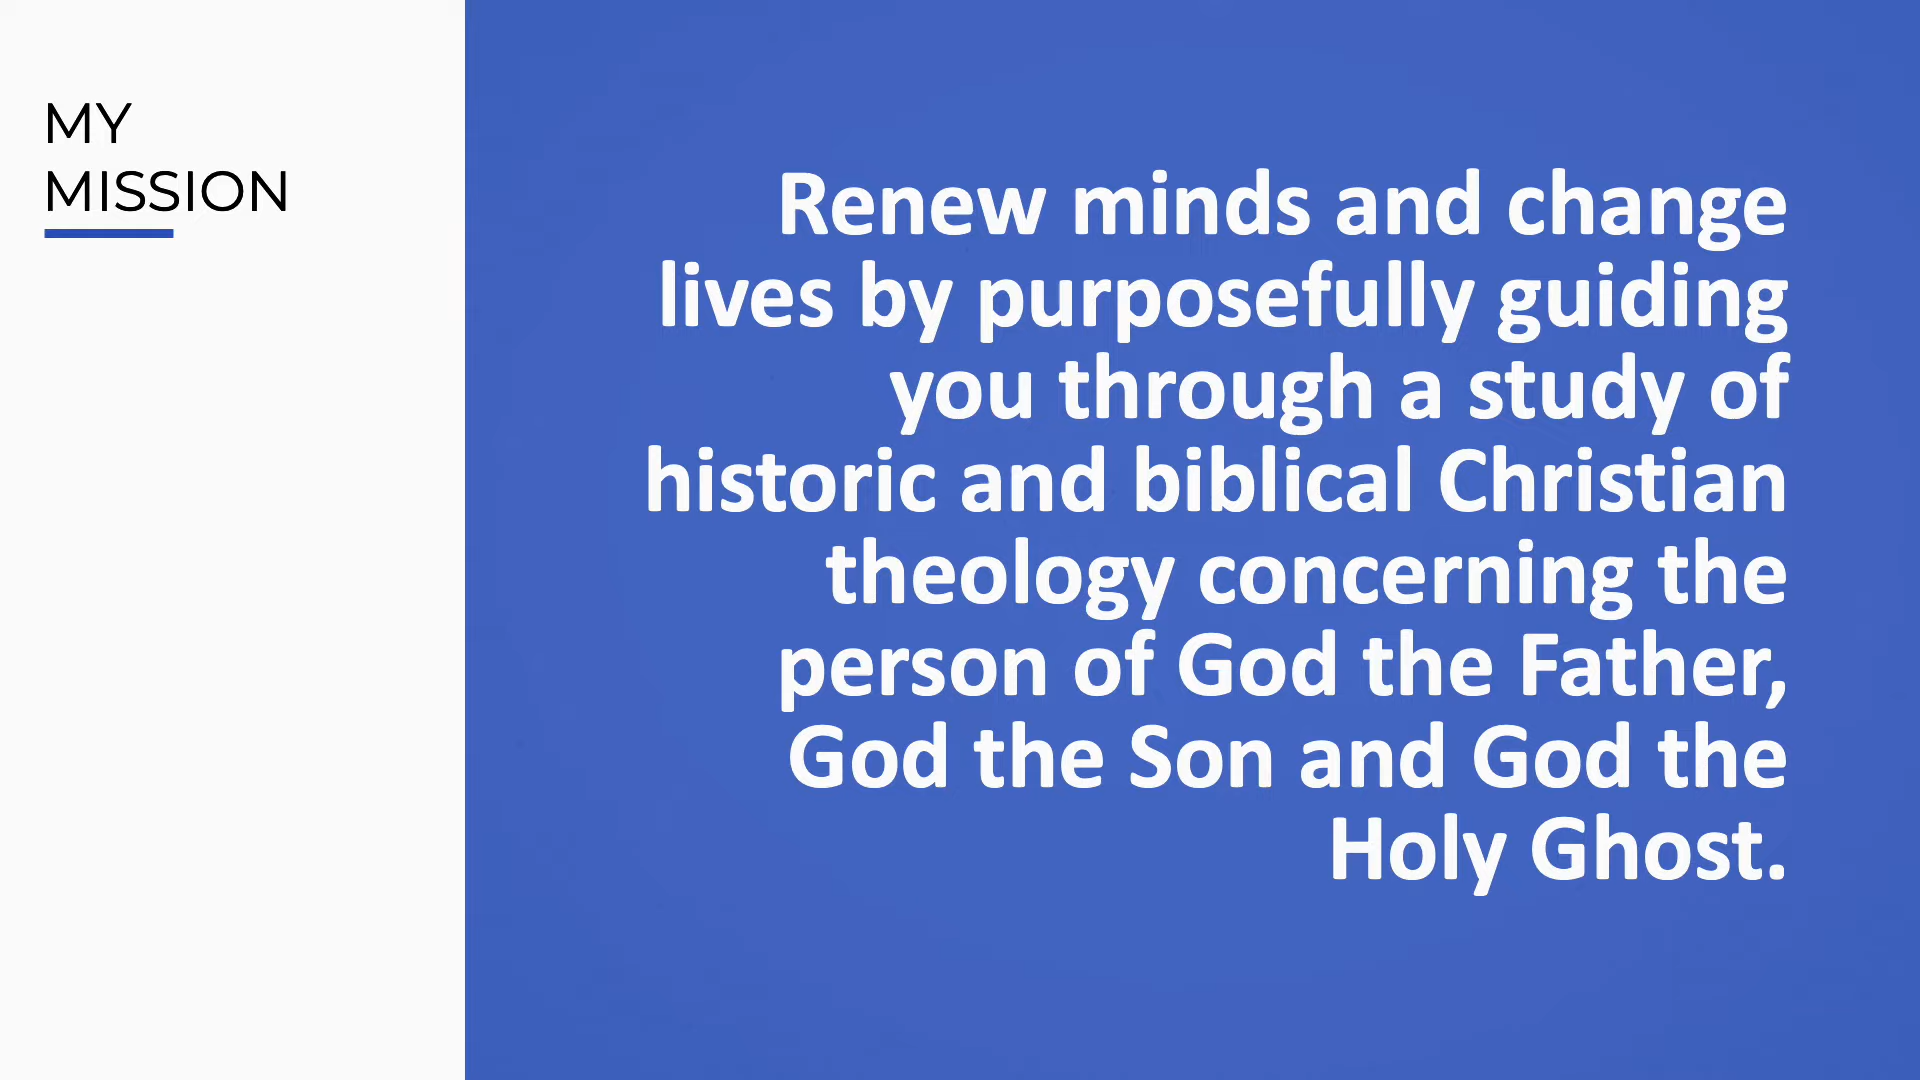 MY
MISSION
Renew minds and change
lives by purposefully guiding
you through a study of
historic and biblical Christian
theology concerning the
person of God the Father,
God the Son and God the
Holy Ghost.